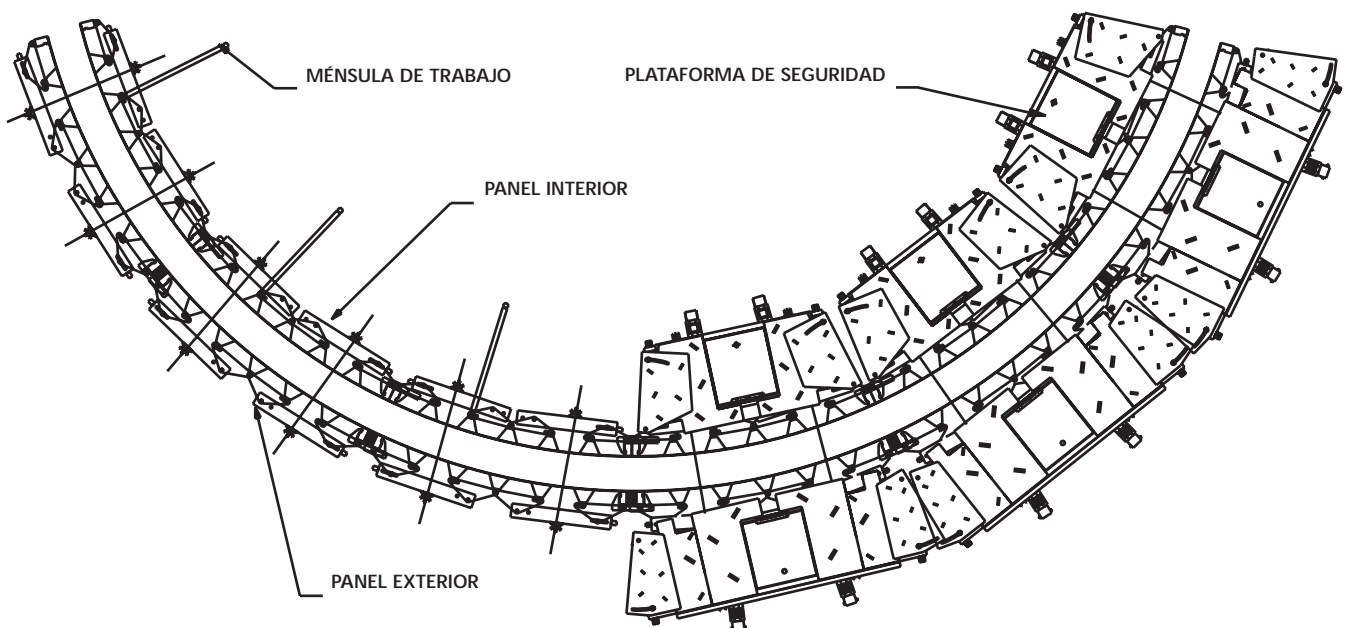 MÉNSULA DE TRABAJO
PLATAFORMA DE SEGURIDAD
PANEL INTERIOR
PANEL EXTERIOR